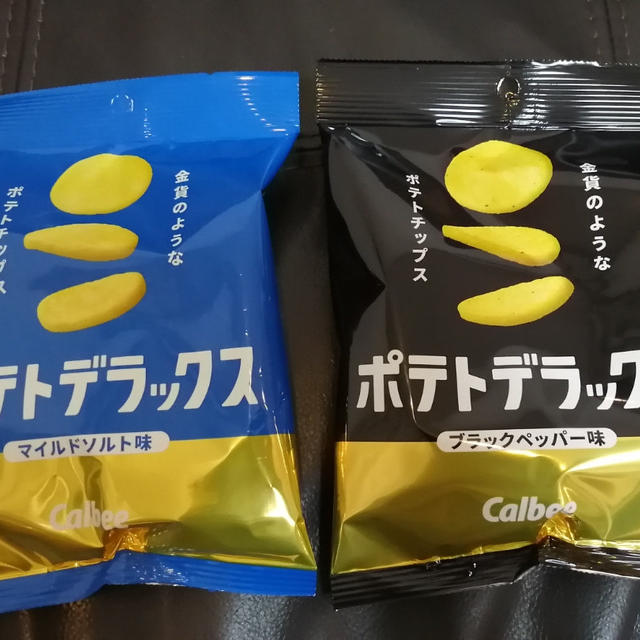 金貨のような
ポテトチップス
テトデラックス
マイルドソルト味
Calbee
金貨のような
ポテトチップス
ポテトデラック
ブラックペッパー味
Calbee